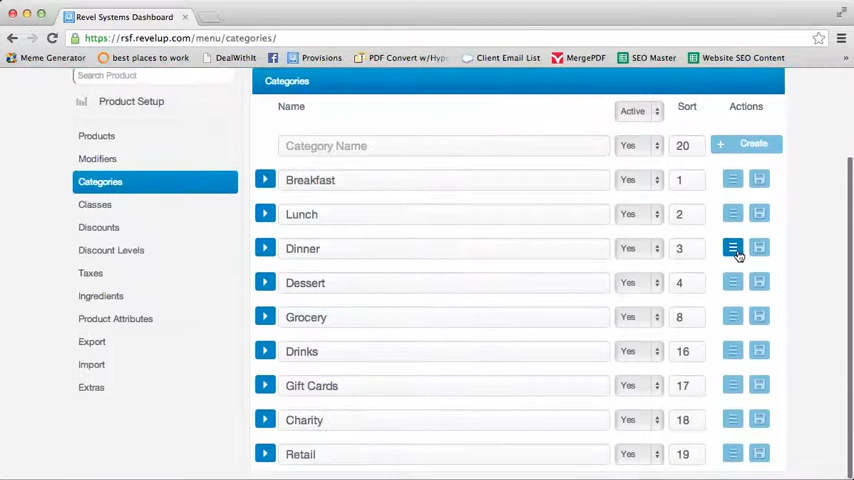 Revel Systems Dashboard
https://rsf.revelup.com/menu/categories/
Meme Generator best places to work DealWithIt Provisions PDF Convert w/Hype Client Email List MergePDF SEO Master Website SEO Content »
Search Product
Categories
Product Setup
Name Active Sort Actions
Products
Category Name Yes 20 + Create
Modifiers
Categories
Breakfast Yes 1
Classes
Lunch Yes 2
Discounts
Discount Levels
Dinner Yes 3
Taxes
Dessert Yes 4
Ingredients
Product Attributes
Grocery Yes 8
Export
Drinks Yes 16
Import
Extras
Gift Cards Yes 17
Charity Yes 18
Retail Yes 19